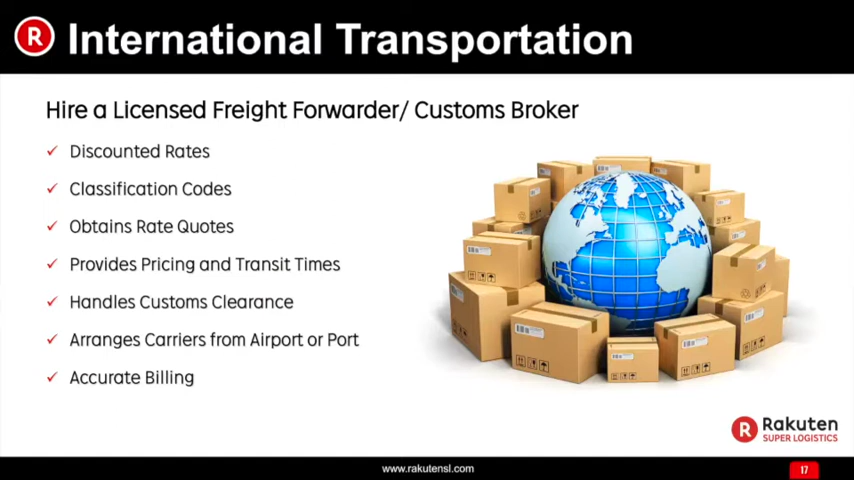 R International Transportation
Hire a Licensed Freight Forwarder/ Customs Broker
✓ Discounted Rates
✓ Classification Codes
✓ Obtains Rate Quotes
✓ Provides Pricing and Transit Times
✓ Handles Customs Clearance
✓ Arranges Carriers from Airport or Port
✓ Accurate Billing
R Rakuten
SUPER LOGISTICS
www.rakutensl.com
17